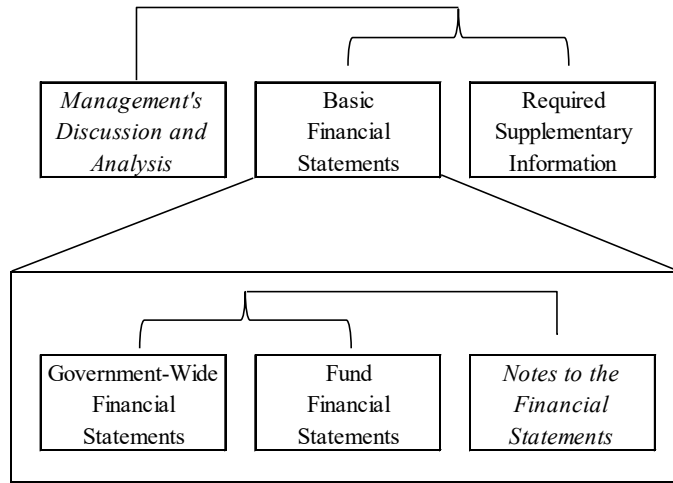 Management's
Discussion and
Analysis
Basic
Financial
Statements
Required
Supplementary
Information
Government-Wide
Financial
Statements
Fund
Financial
Statements
Notes to the
Financial
Statements